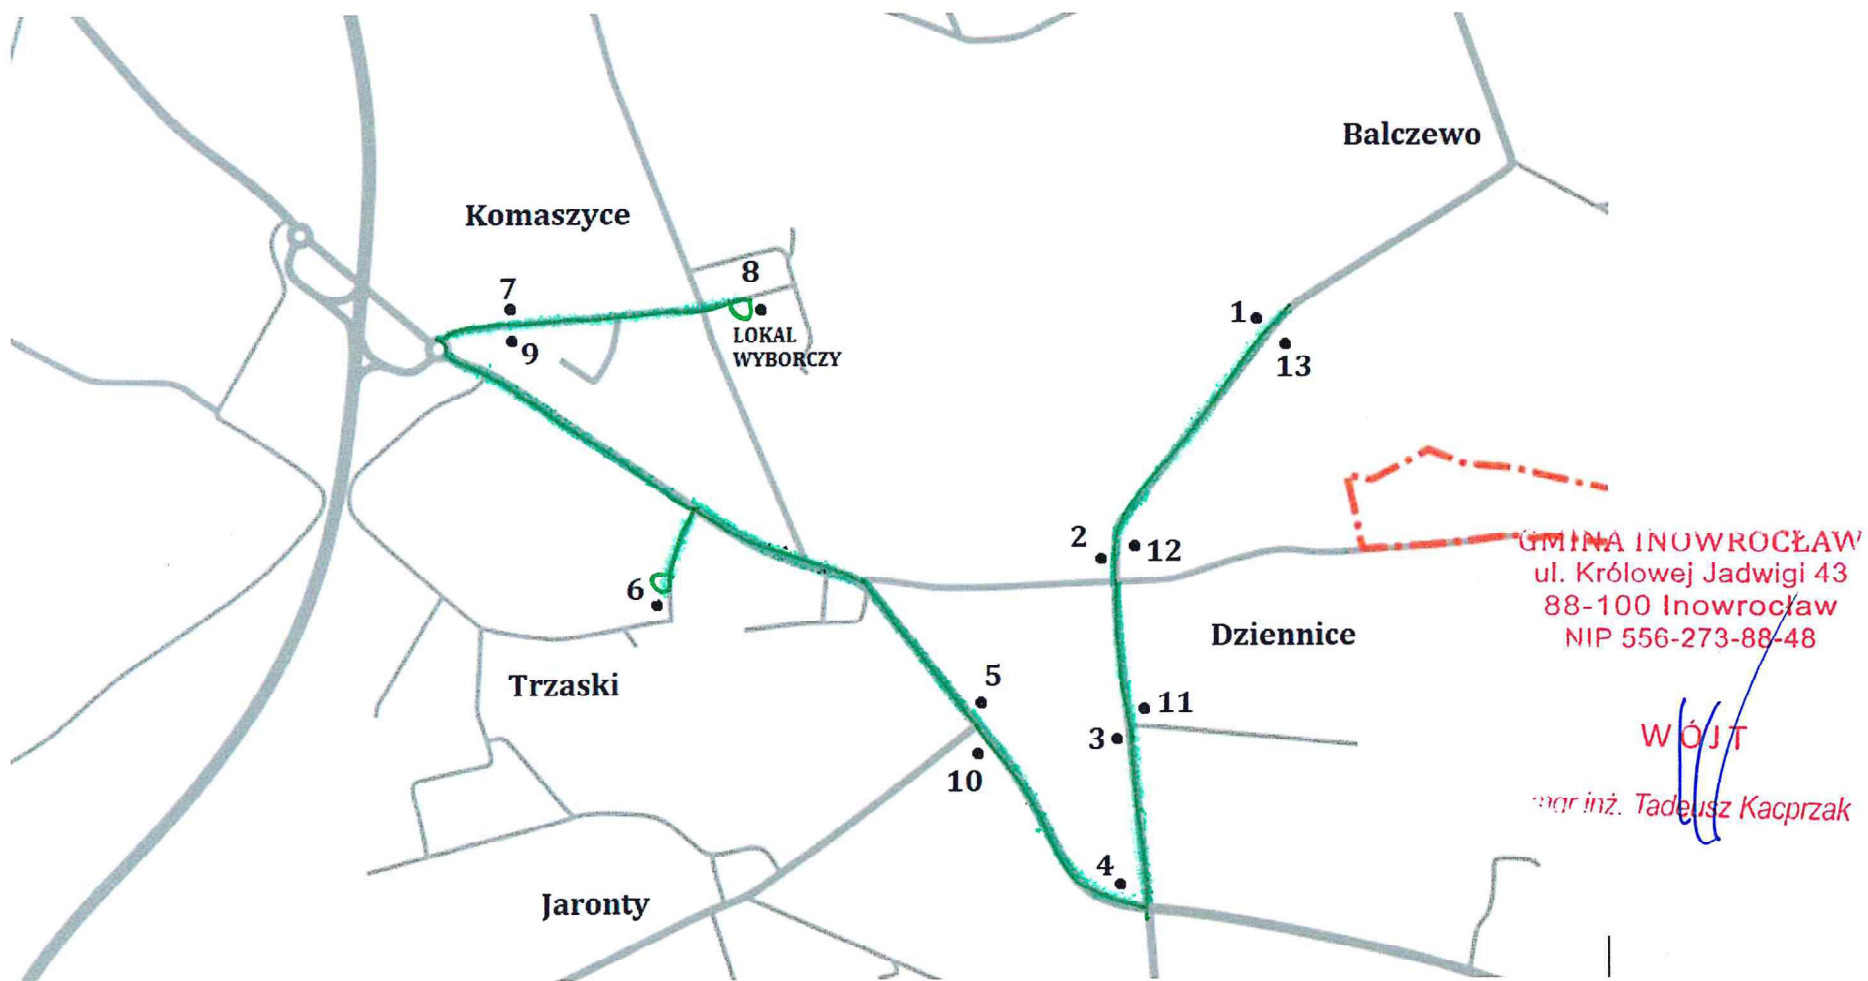 Balczewo
Komaszyce
8
7
1
LOKAL
WYBORCZY
9
13
2
12
GMINA INOWROCŁAW
ul. Królowej Jadwigi 43
88-100 Inowrocław
NIP 556-273-88-48
6
Dziennice
Trzaski
5
11
3
WÓJT
10
mgr inż. Tadeusz Kacprzak
4
Jaronty